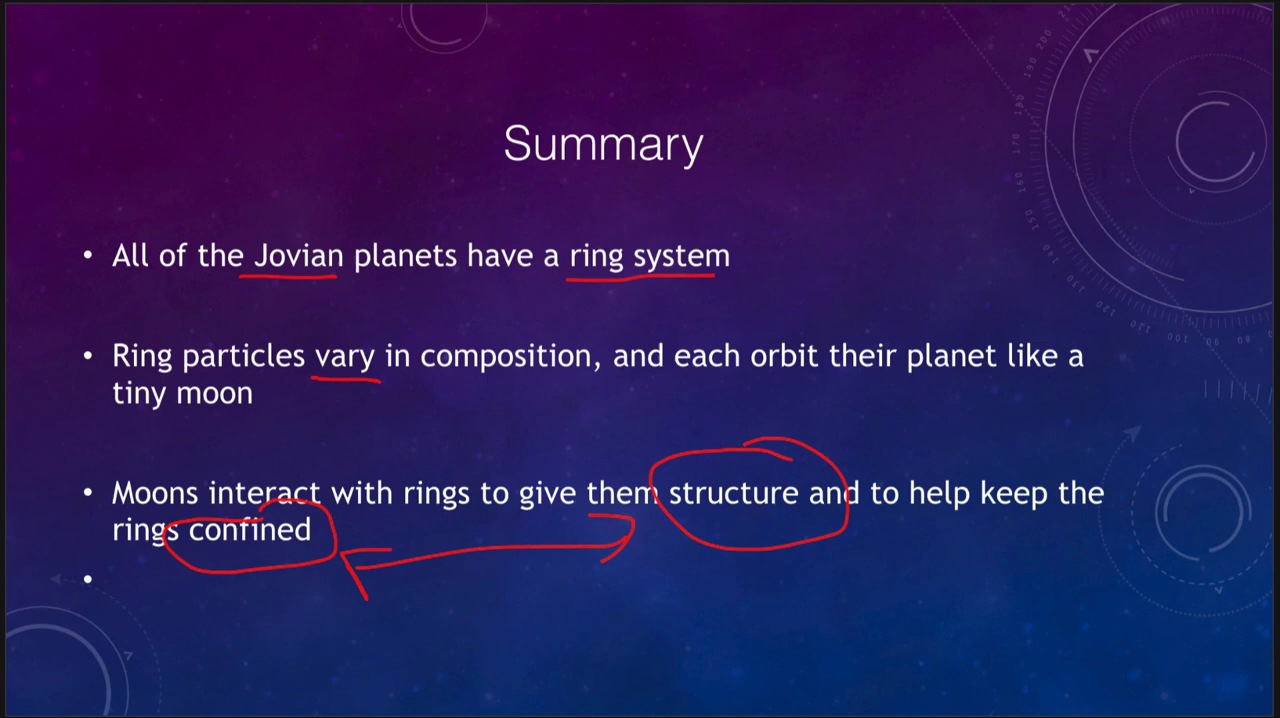 Summary
• All of the Jovian planets have a ring system
• Ring particles vary in composition, and each orbit their planet like a
tiny moon
• Moons interact with rings to give them structure and to help keep the
rings confined
•